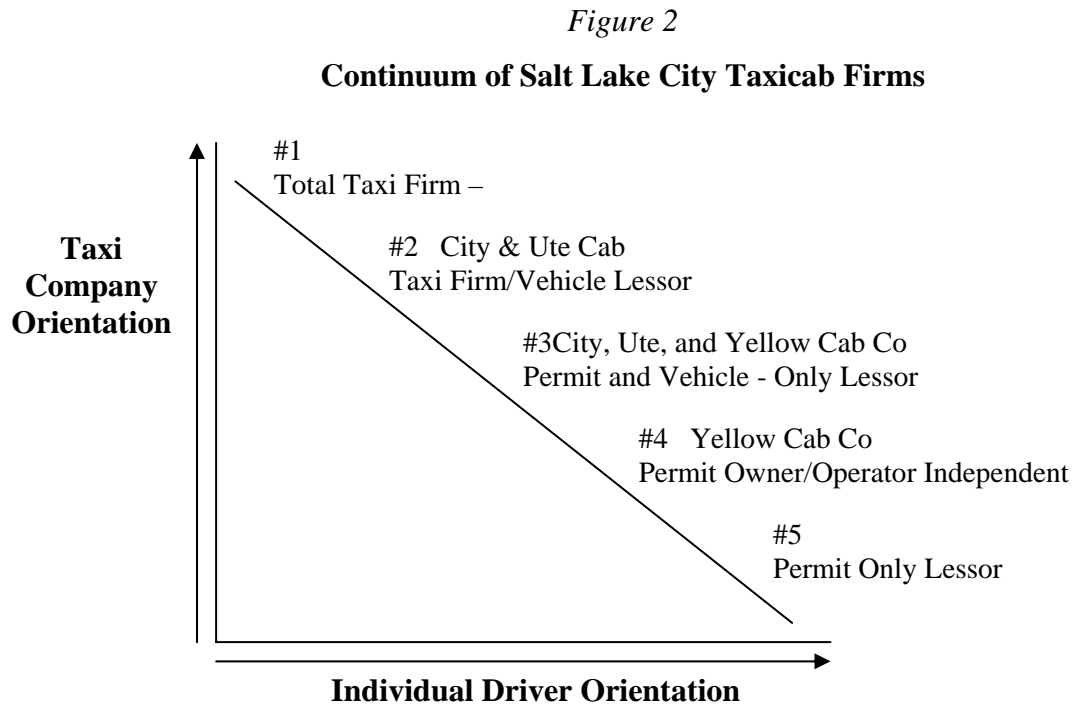 Figure 2
Continuum of Salt Lake City Taxicab Firms
#1
Total Taxi Firm –
#2 City & Ute Cab
Taxi Firm/Vehicle Lessor
Taxi
Company
Orientation
#3City, Ute, and Yellow Cab Co
Permit and Vehicle - Only Lessor
#4 Yellow Cab Co
Permit Owner/Operator Independent
#5
Permit Only Lessor
Individual Driver Orientation